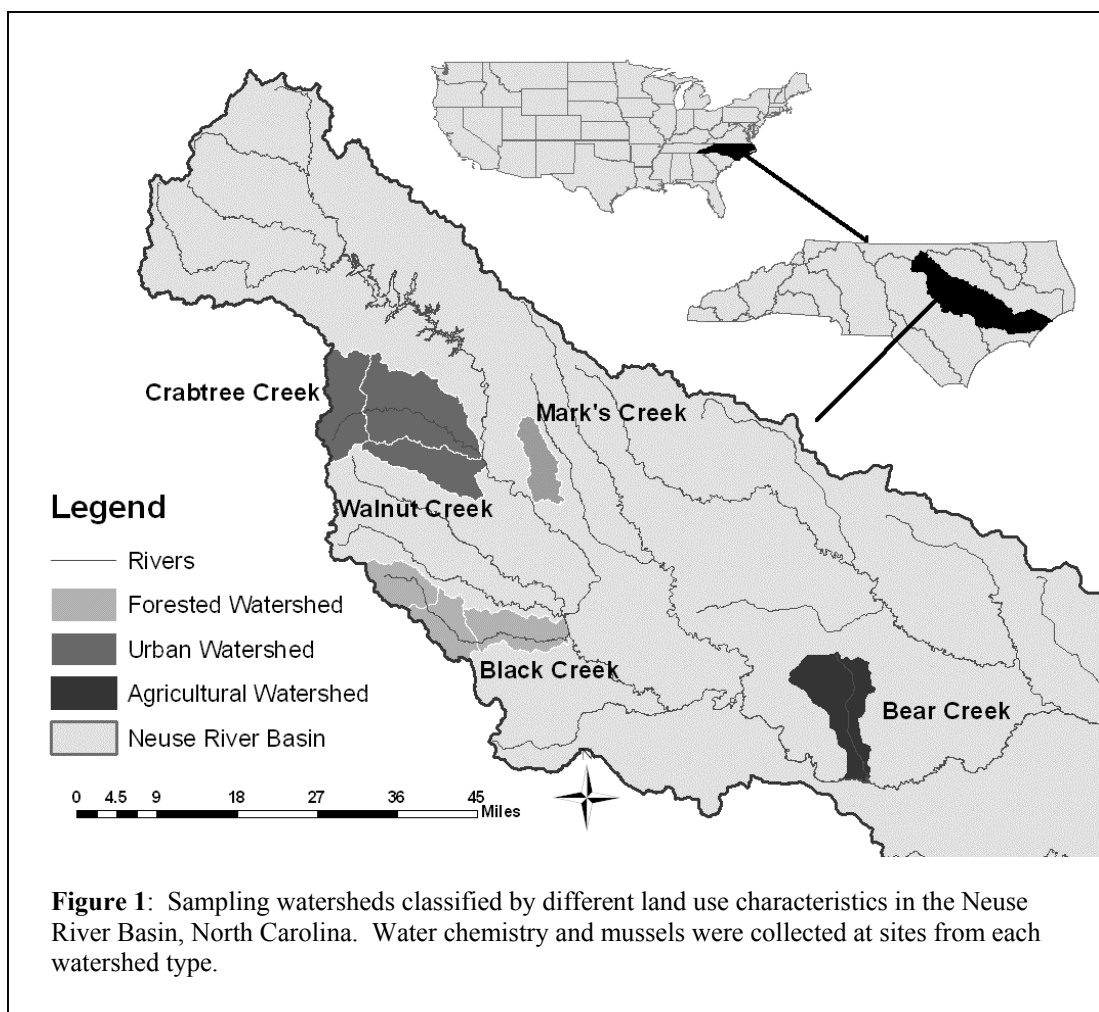 Crabtree Creek
Mark's Creek
Walnut Creek
Legend
Rivers
Forested Watershed
Urban Watershed
Agricultural Watershed
Neuse River Basin
Black Creek
Bear Creek
0 4.5 9 18 27 36 45
Miles
Figure 1: Sampling watersheds classified by different land use characteristics in the Neuse
River Basin, North Carolina. Water chemistry and mussels were collected at sites from each
watershed type.